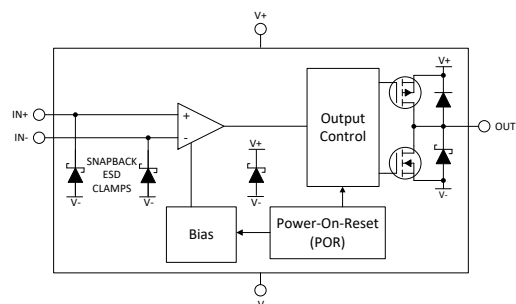 V+
IN+
IN-
+
-
SNAPBACK
ESD
CLAMPS
V-
V-
V+
V-
Output
Control
V+
V-
OUT
Bias
Power-On-Reset
(POR)
V-